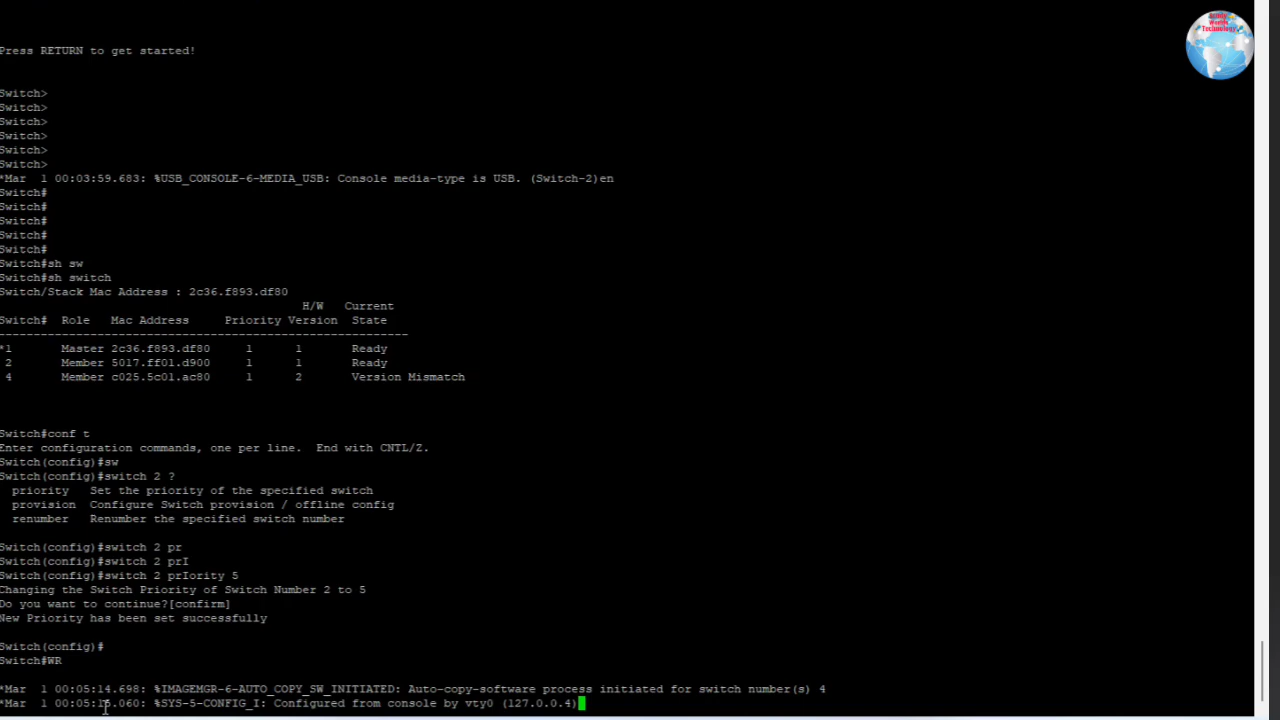 Study
World
Technology
Press RETURN to get started!
Switch>
Switch>
Switch>
Switch>
Switch>
Switch>
*Mar  1 00:03:59.683: %USB_CONSOLE-6-MEDIA_USB: Console media-type is USB. (Switch-2)en
Switch#
Switch#
Switch#
Switch#
Switch#
Switch#sh sw
Switch#sh switch
Switch/Stack Mac Address : 2c36.f893.df80
                                           H/W   Current
Switch#  Role   Mac Address     Priority Version  State
----------------------------------------------------------
*1       Master 2c36.f893.df80     1      1       Ready
 2       Member 5017.ff01.d900     1      1       Ready
 4       Member c025.5c01.ac80     1      2       Version Mismatch
Switch#conf t
Enter configuration commands, one per line.  End with CNTL/Z.
Switch(config)#sw
Switch(config)#switch 2 ?
  priority   Set the priority of the specified switch
  provision  Configure Switch provision / offline config
  renumber   Renumber the specified switch number
Switch(config)#switch 2 pr
Switch(config)#switch 2 prI
Switch(config)#switch 2 prIority 5
Changing the Switch Priority of Switch Number 2 to 5
Do you want to continue?[confirm]
New Priority has been set successfully
Switch(config)#
Switch#WR
*Mar  1 00:05:14.698: %IMAGEMGR-6-AUTO_COPY_SW_INITIATED: Auto-copy-software process initiated for switch number(s) 4
*Mar  1 00:05:15.060: %SYS-5-CONFIG_I: Configured from console by vty0 (127.0.0.4)